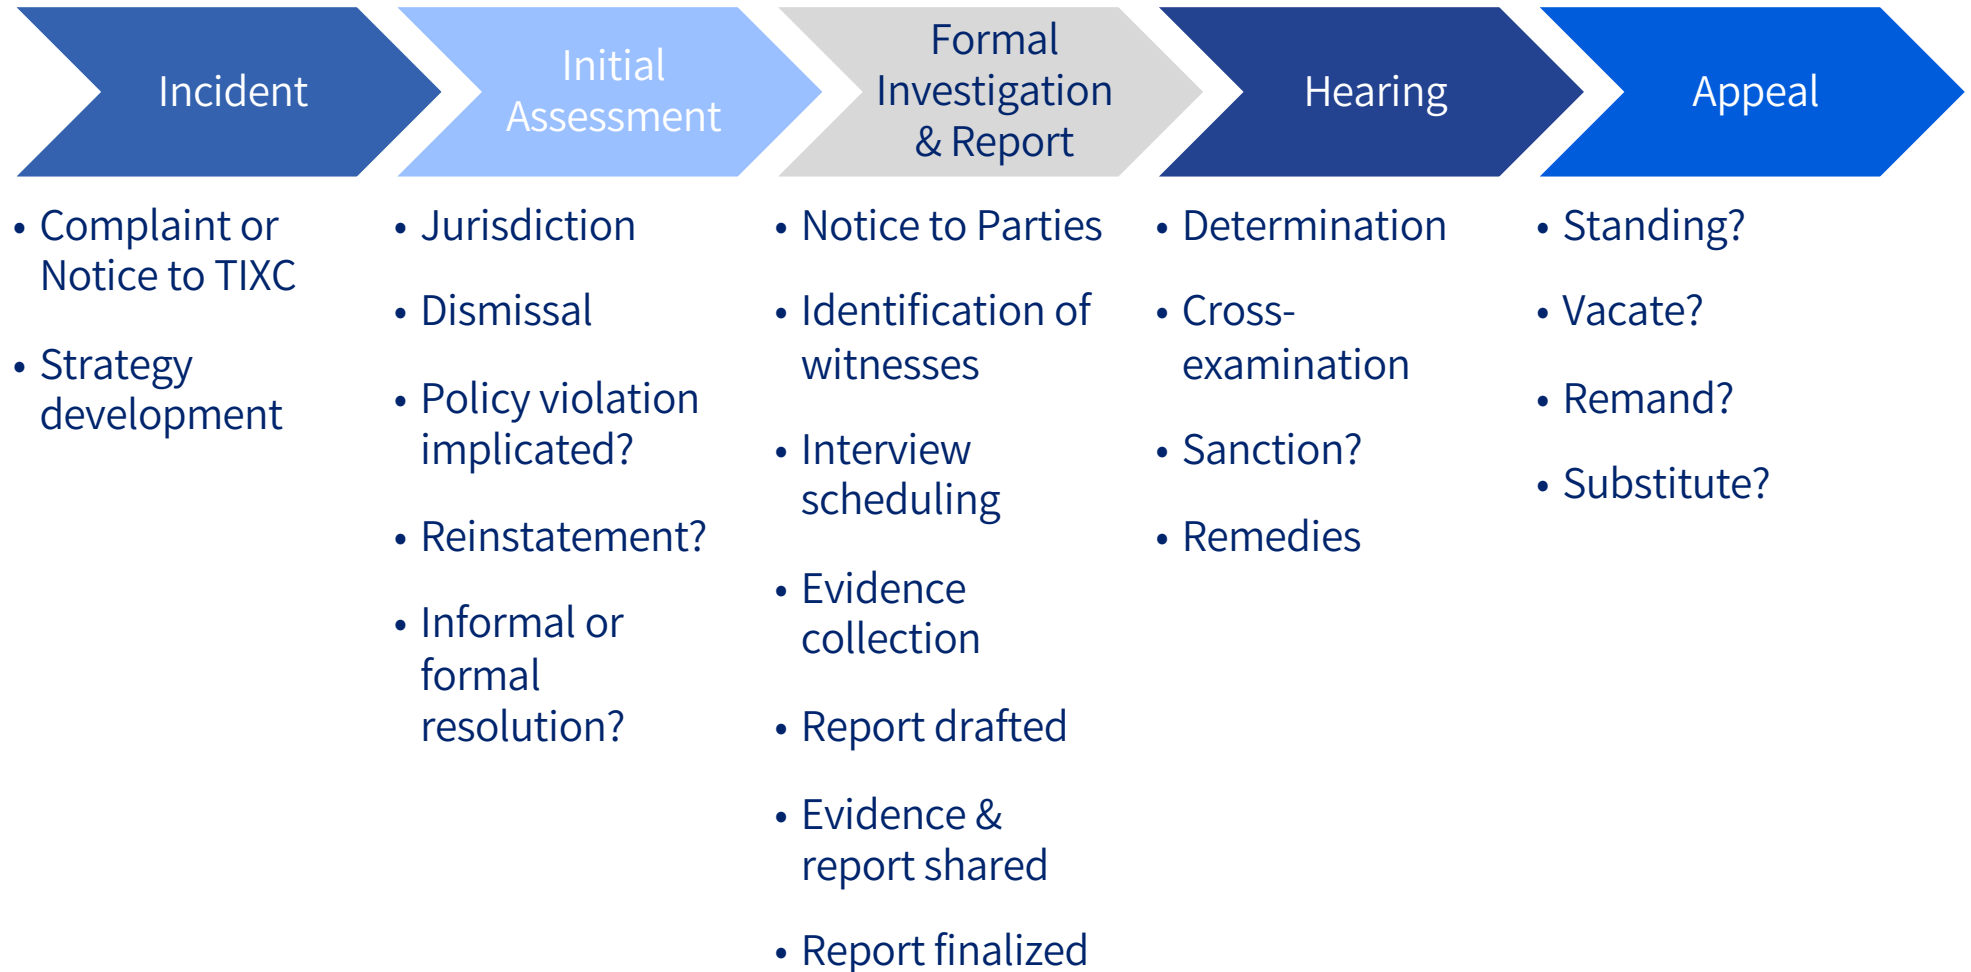 Incident
Initial
Assessment
Formal
Investigation
& Report
Hearing
Appeal
• Complaint or
Notice to TIXC
• Strategy
development
• Jurisdiction
• Dismissal
• Policy violation
implicated?
• Reinstatement?
• Informal or
formal
resolution?
• Notice to Parties
• Identification of
witnesses
• Interview
scheduling
• Evidence
collection
• Report drafted
• Evidence &
report shared
• Report finalized
• Determination
• Cross-
examination
• Sanction?
• Remedies
• Standing?
• Vacate?
• Remand?
• Substitute?